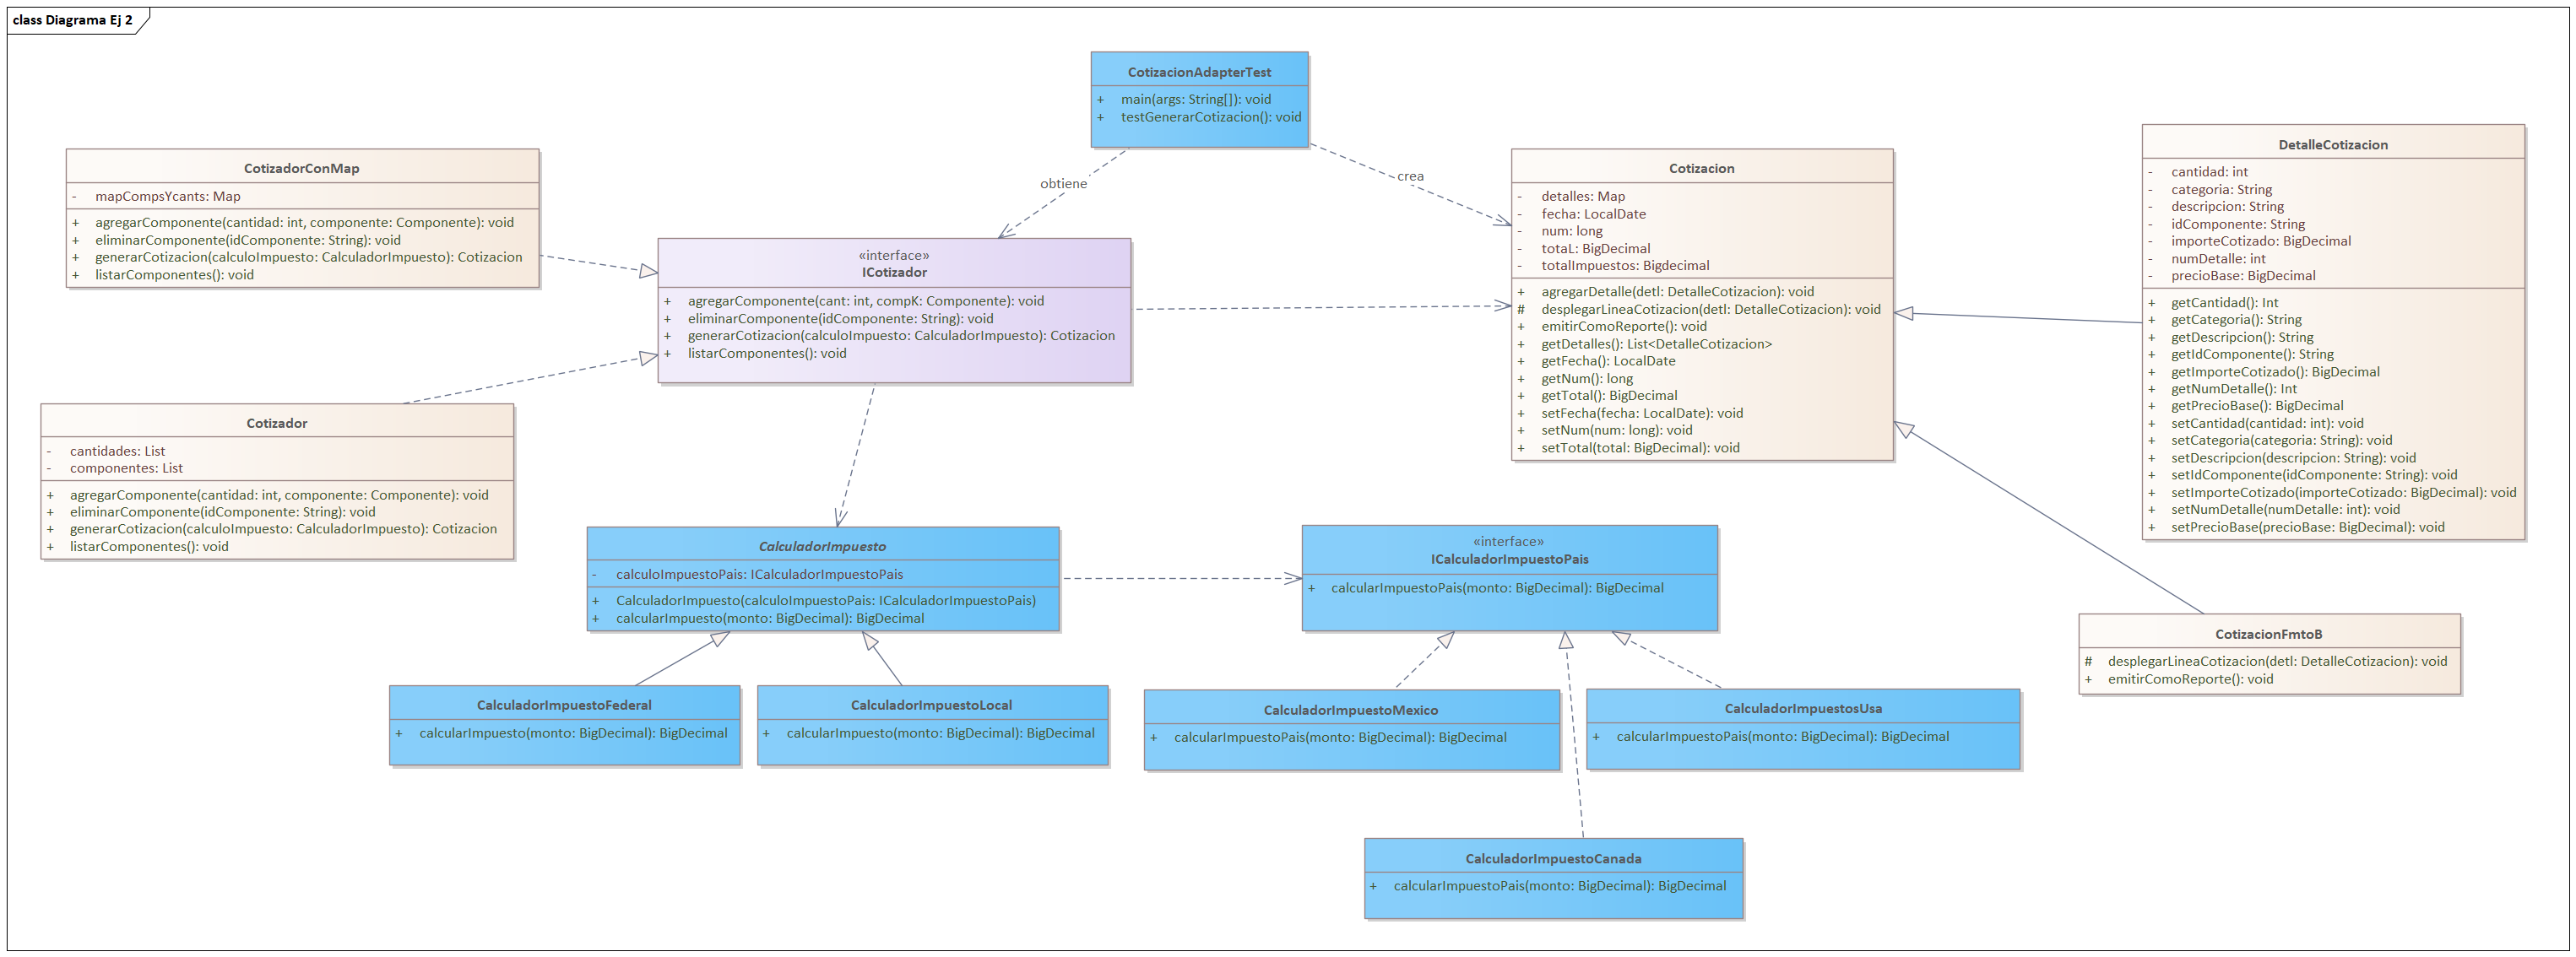 class Diagrama Ej 2
CotizacionAdapterTest
+ main(args: String[]): void
+ testGenerarCotizacion(): void
obtiene
crea
CotizadorConMap
- mapCompsYcants: Map
+ agregarComponente(cantidad: int, componente: Componente): void
+ eliminarComponente(idComponente: String): void
+ generarCotizacion(calculoImpuesto: CalculadorImpuesto): Cotizacion
+ listarComponentes(): void
«interface»
ICotizador
+ agregarComponente(cant: int, compK: Componente): void
+ eliminarComponente(idComponente: String): void
+ generarCotizacion(calculoImpuesto: CalculadorImpuesto): Cotizacion
+ listarComponentes(): void
Cotizacion
- detalles: Map
- fecha: LocalDate
- num: long
- totaL: BigDecimal
- totalImpuestos: Bigdecimal
+ agregarDetalle(detl: DetalleCotizacion): void
# desplegarLineaCotizacion(detl: DetalleCotizacion): void
+ emitirComoReporte(): void
+ getDetalles(): List<DetalleCotizacion>
+ getFecha(): LocalDate
+ getNum(): long
+ getTotal(): BigDecimal
+ setFecha(fecha: LocalDate): void
+ setNum(num: long): void
+ setTotal(total: BigDecimal): void
DetalleCotizacion
- cantidad: int
- categoria: String
- descripcion: String
- idComponente: String
- importeCotizado: BigDecimal
- numDetalle: int
- precioBase: BigDecimal
+ getCantidad(): Int
+ getCategoria(): String
+ getDescripcion(): String
+ getIdComponente(): String
+ getImporteCotizado(): BigDecimal
+ getNumDetalle(): Int
+ getPrecioBase(): BigDecimal
+ setCantidad(cantidad: int): void
+ setCategoria(categoria: String): void
+ setDescripcion(descripcion: String): void
+ setIdComponente(idComponente: String): void
+ setImporteCotizado(importeCotizado: BigDecimal): void
+ setNumDetalle(numDetalle: int): void
+ setPrecioBase(precioBase: BigDecimal): void
Cotizador
- cantidades: List
- componentes: List
+ agregarComponente(cantidad: int, componente: Componente): void
+ eliminarComponente(idComponente: String): void
+ generarCotizacion(calculoImpuesto: CalculadorImpuesto): Cotizacion
+ listarComponentes(): void
CalculadorImpuesto
- calculoImpuestoPais: ICalculadorImpuestoPais
+ CalculadorImpuesto(calculoImpuestoPais: ICalculadorImpuestoPais)
+ calcularImpuesto(monto: BigDecimal): BigDecimal
«interface»
ICalculadorImpuestoPais
+ calcularImpuestoPais(monto: BigDecimal): BigDecimal
CotizacionFmtoB
# desplegarLineaCotizacion(detl: DetalleCotizacion): void
+ emitirComoReporte(): void
CalculadorImpuestoFederal
+ calcularImpuesto(monto: BigDecimal): BigDecimal
CalculadorImpuestoLocal
+ calcularImpuesto(monto: BigDecimal): BigDecimal
CalculadorImpuestoMexico
+ calcularImpuestoPais(monto: BigDecimal): BigDecimal
CalculadorImpuestosUsa
+ calcularImpuestoPais(monto: BigDecimal): BigDecimal
CalculadorImpuestoCanada
+ calcularImpuestoPais(monto: BigDecimal): BigDecimal